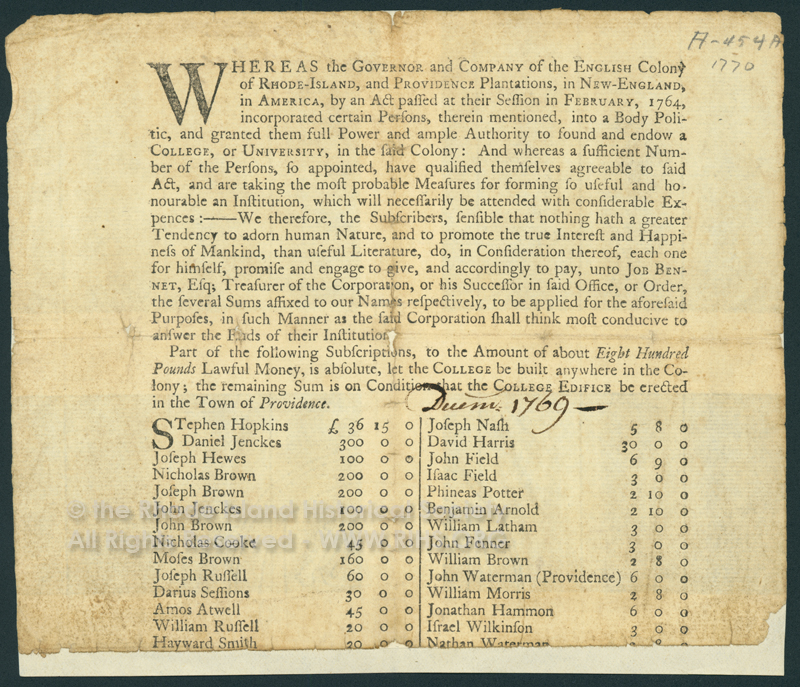 A-454A
1770
WHEREAS the GOVERNOR and COMPANY of the ENGLISH Colony
of RHODE-ISLAND, and PROVIDENCE Plantations, in NEW-ENGLAND,
in AMERICA, by an Act paſſed at their Seſſion in FEBRUARY, 1764,
incorporated certain Perſons, therein mentioned, into a Body Poli-
tic, and granted them full Power and ample Authority to found and endow a
COLLEGE, or UNIVERSITY, in the ſaid Colony: And whereas a ſufficient Num-
ber of the Perſons, ſo appointed, have qualified themſelves agreeable to ſaid
Act, and are taking the moſt probable Meaſures for forming ſo uſeful and ho-
nourable an Inſtitution, which will neceſſarily be attended with conſiderable Ex-
pences:——We therefore, the Subſcribers, ſenſible that nothing hath a greater
Tendency to adorn human Nature, and to promote the true Intereſt and Happi-
neſs of Mankind, than uſeful Literature, do, in Conſideration thereof, each one
for himſelf, promiſe and engage to give, and accordingly to pay, unto JOB BEN-
NET, Eſq; Treaſurer of the Corporation, or his Succeſſor in ſaid Office, or Order,
the ſeveral Sums affixed to our Names reſpectively, to be applied for the aforeſaid
Purpoſes, in ſuch Manner as the ſaid Corporation ſhall think moſt conducive to
anſwer the Ends of their Inſtitution
Part of the following Subſcriptions, to the Amount of about Eight Hundred
Pounds Lawful Money, is abſolute, let the COLLEGE be built anywhere in the Co-
lony; the remaining Sum is on Condition that the COLLEGE EDIFICE be erected
in the Town of Providence.
Decem. 1769 —
STephen Hopkins £ 36 15 0
Daniel Jenckes 300 0 0
Joſeph Hewes 100 0 0
Nicholas Brown 200 0 0
Joſeph Brown 200 0 0
John Jenckes 100 0 0
John Brown 200 0 0
Nicholas Cooke 45 0 0
Moſes Brown 160 0 0
Joſeph Ruſſell 60 0 0
Darius Seſſions 30 0 0
Amos Atwell 45 0 0
William Ruſſell 20 0 0
Hayward Smith 20 0 0
Joſeph Naſh 5 8 0
David Harris 30 0 0
John Field 6 9 0
Iſaac Field 3 0 0
Phineas Potter 2 10 0
Benjamin Arnold 2 10 0
William Latham 3 0 0
John Fenner 3 0 0
William Brown 2 8 0
John Waterman (Providence) 6 0 0
William Morris 2 8 0
Jonathan Hammon 6 0 0
Iſrael Wilkinſon 3 0 0
Nathan Waterman 2 8 0
© the Rhode Island Historical
All Rights Reserved - WWW.